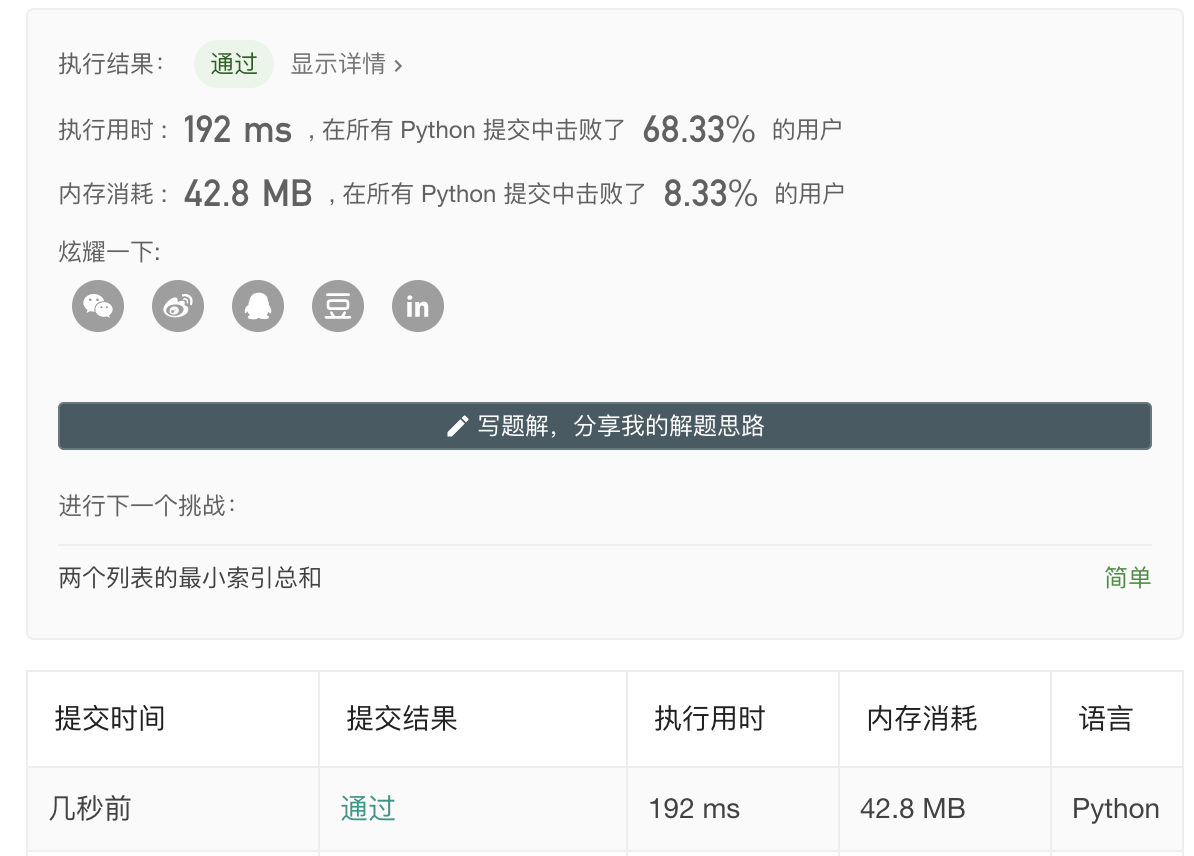 执行结果： 通过 显示详情 ›
执行用时 : 192 ms , 在所有 Python 提交中击败了 68.33% 的用户
内存消耗 : 42.8 MB , 在所有 Python 提交中击败了 8.33% 的用户
炫耀一下:
豆 in
写题解，分享我的解题思路
进行下一个挑战：
两个列表的最小索引总和 简单
提交时间 提交结果 执行用时 内存消耗 语言
几秒前 通过 192 ms 42.8 MB Python